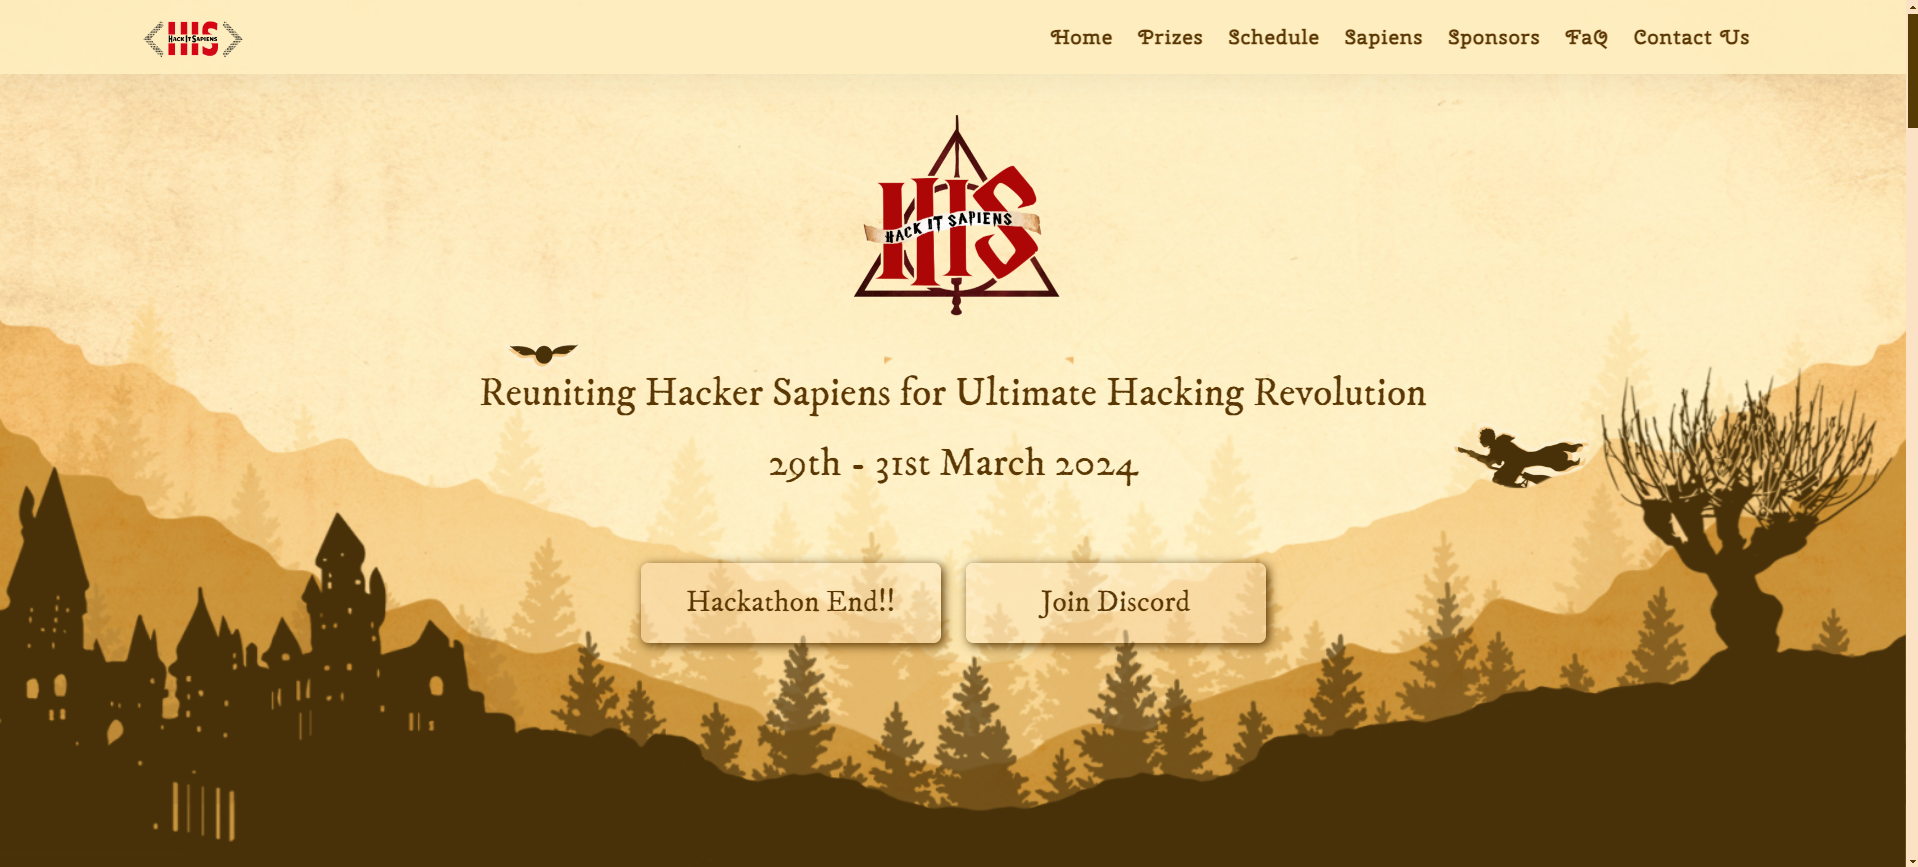 HIS
Hack It Sapiens
Home Prizes Schedule Sapiens Sponsors FaQ Contact Us
HIS
HACK IT SAPIENS
Reuniting Hacker Sapiens for Ultimate Hacking Revolution
29th - 31st March 2024
Hackathon End!! Join Discord